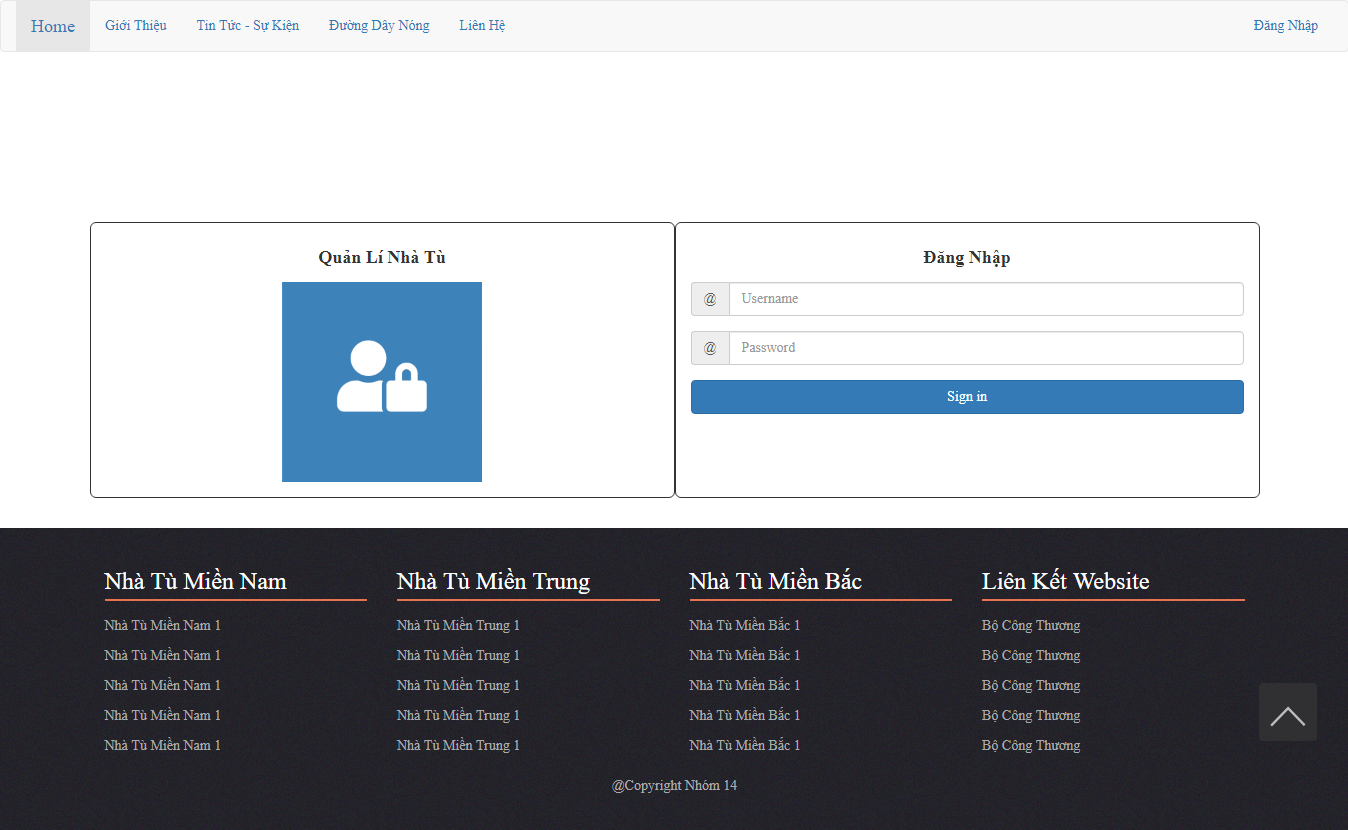 Home Giới Thiệu Tin Tức - Sự Kiện Đường Dây Nóng Liên Hệ Đăng Nhập
Quản Lí Nhà Tù
Đăng Nhập
@ Username
@ Password
Sign in
Nhà Tù Miền Nam
Nhà Tù Miền Nam 1
Nhà Tù Miền Nam 1
Nhà Tù Miền Nam 1
Nhà Tù Miền Nam 1
Nhà Tù Miền Nam 1
Nhà Tù Miền Trung
Nhà Tù Miền Trung 1
Nhà Tù Miền Trung 1
Nhà Tù Miền Trung 1
Nhà Tù Miền Trung 1
Nhà Tù Miền Trung 1
Nhà Tù Miền Bắc
Nhà Tù Miền Bắc 1
Nhà Tù Miền Bắc 1
Nhà Tù Miền Bắc 1
Nhà Tù Miền Bắc 1
Nhà Tù Miền Bắc 1
Liên Kết Website
Bộ Công Thương
Bộ Công Thương
Bộ Công Thương
Bộ Công Thương
Bộ Công Thương
@Copyright Nhóm 14